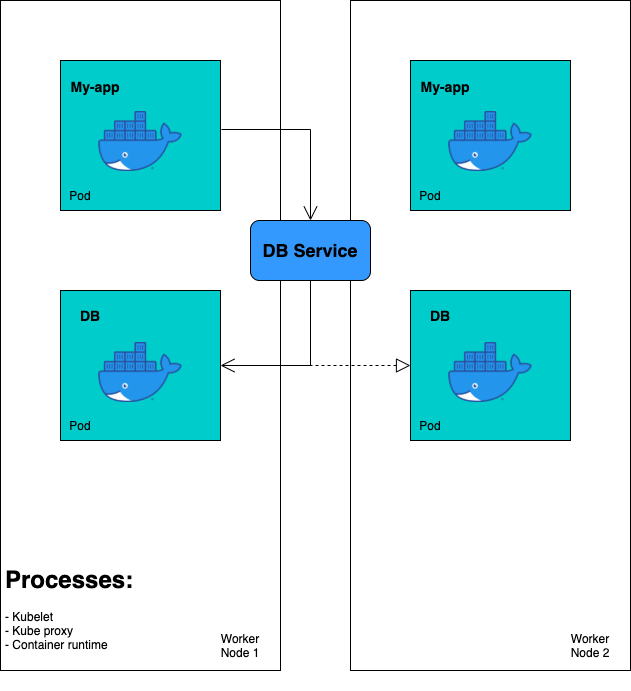 My-app
Pod
My-app
Pod
DB Service
DB
Pod
DB
Pod
Processes:
- Kubelet
- Kube proxy
- Container runtime
Worker
Node 1
Worker
Node 2